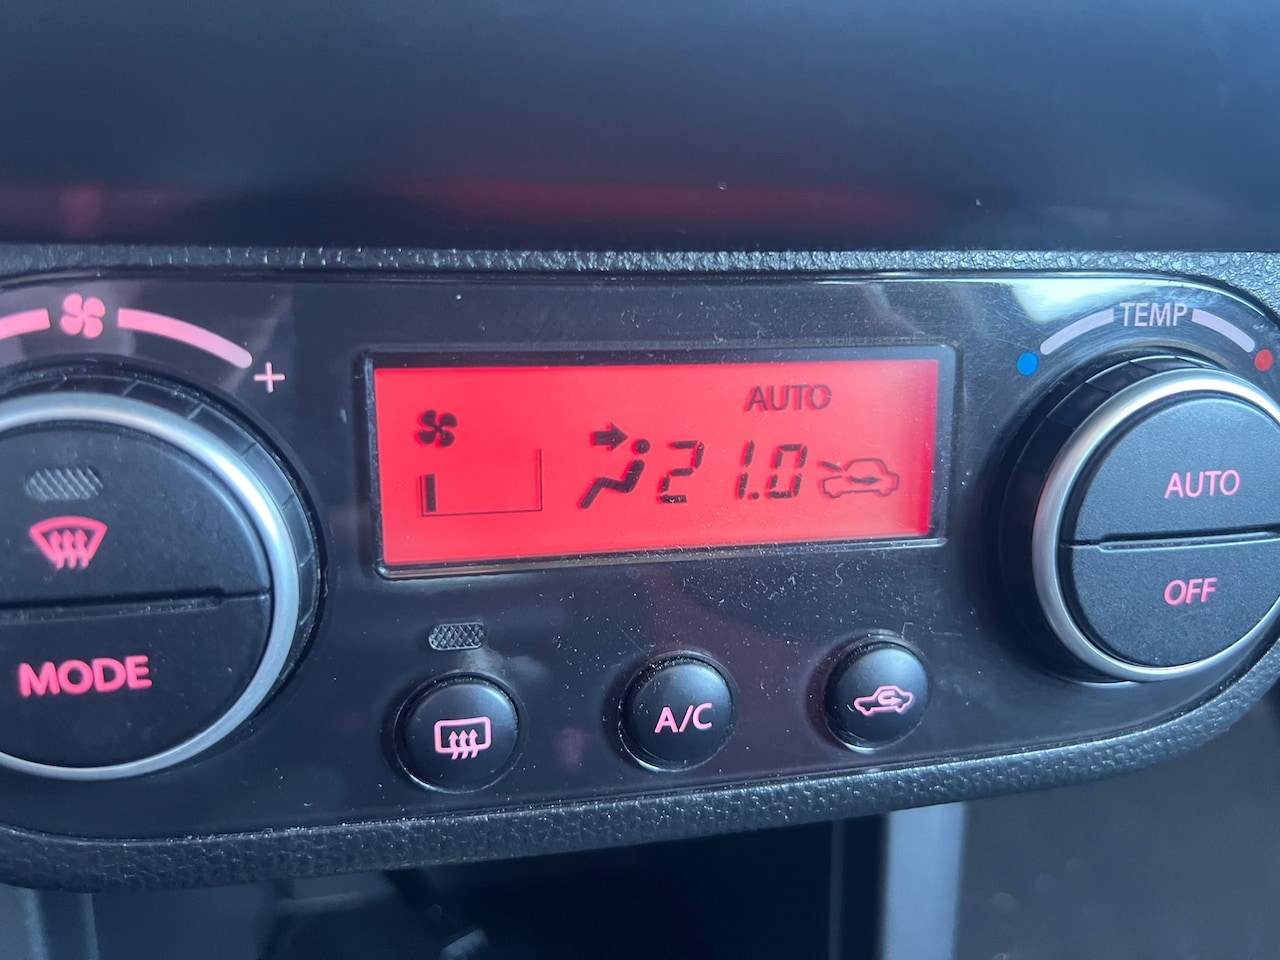 TEMP
+
AUTO
21.0
AUTO
OFF
MODE
A/C